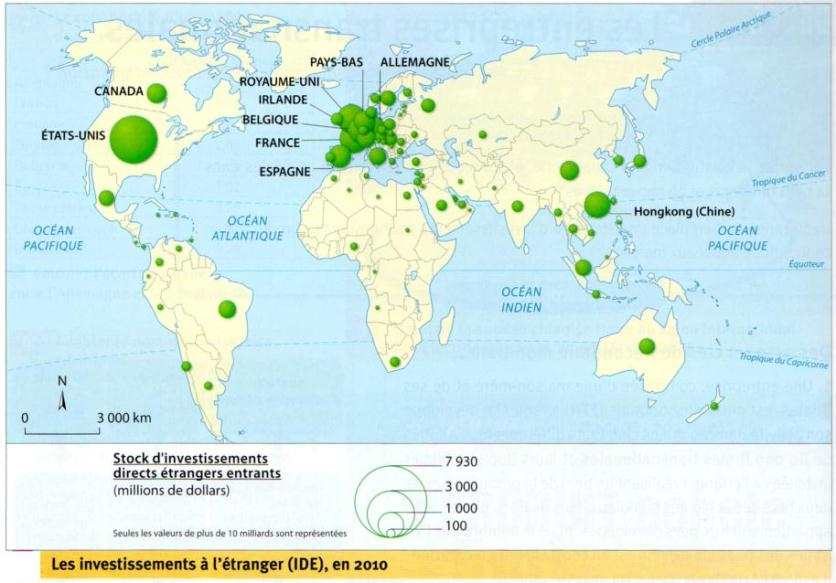 Cercle Polaire Arctique
PAYS-BAS
ALLEMAGNE
ROYAUME-UNI
CANADA
IRLANDE
BELGIQUE
ÉTATS-UNIS
FRANCE
ESPAGNE
Tropique du Cancer
Hongkong (Chine)
OCÉAN
PACIFIQUE
OCÉAN
ATLANTIQUE
OCÉAN
PACIFIQUE
Équateur
OCÉAN
INDIEN
Tropique du Capricorne
N
0 3 000 km
Stock d'investissements
directs étrangers entrants
(millions de dollars)
7 930
3 000
1 000
100
Seules les valeurs de plus de 10 milliards sont représentées
Les investissements à l'étranger (IDE), en 2010